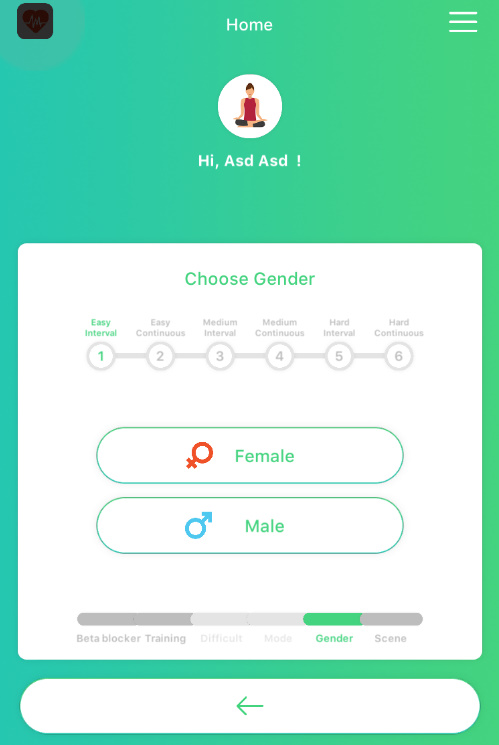 Home
Hi, Asd Asd !
Choose Gender
Easy Interval
Easy Continuous
Medium Interval
Medium Continuous
Hard Interval
Hard Continuous
1 2 3 4 5 6
Female
Male
Beta blocker Training Difficult Mode Gender Scene